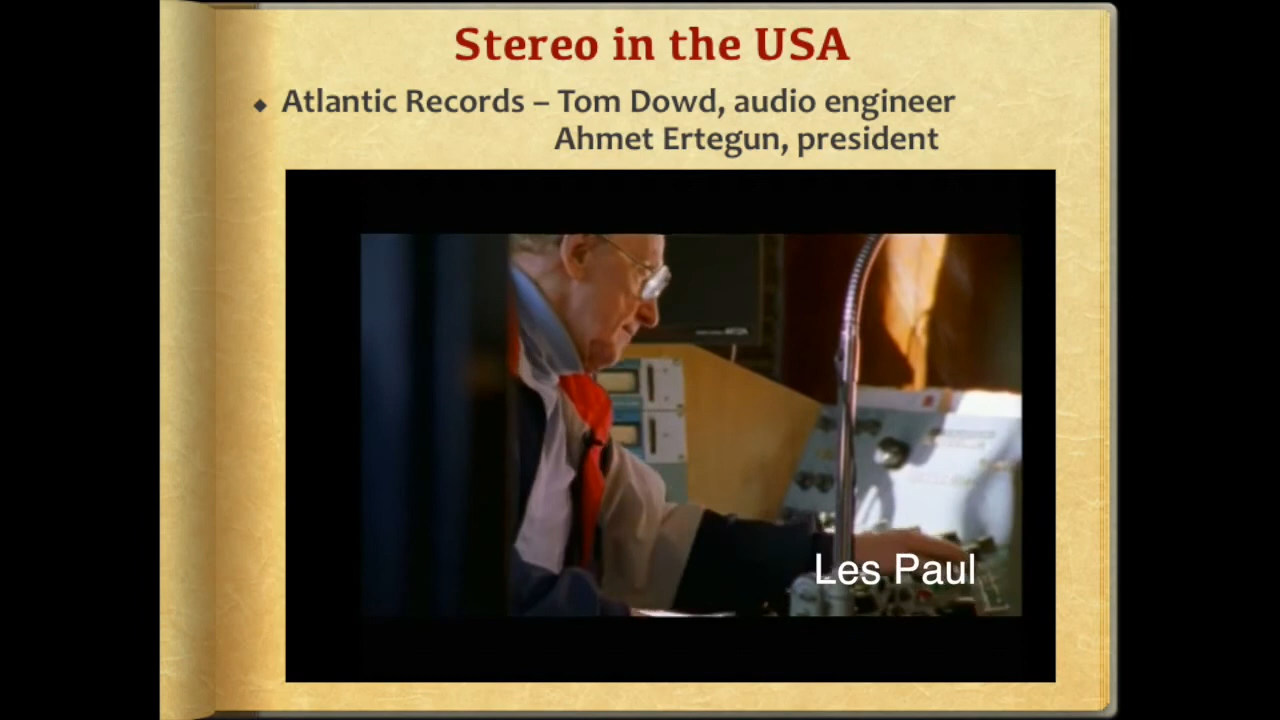 Stereo in the USA
◆ Atlantic Records – Tom Dowd, audio engineer
Ahmet Ertegun, president
Les Paul